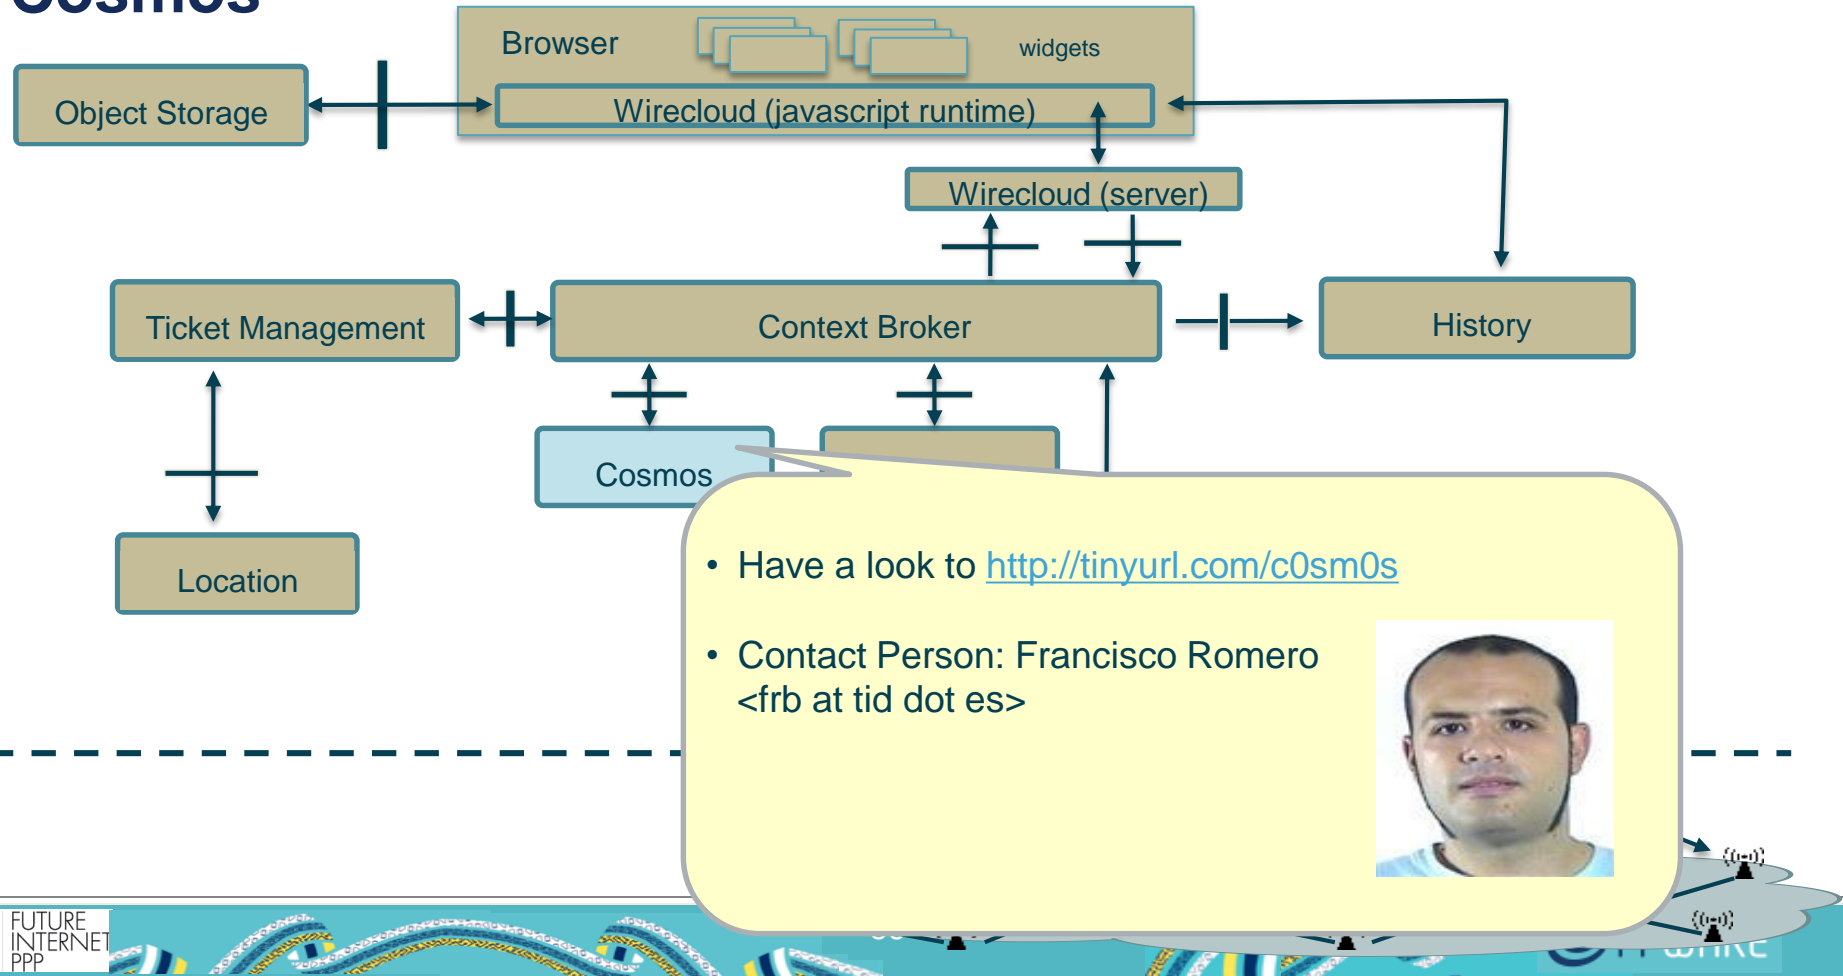 Cosmos
Browser
widgets
Object Storage
Wirecloud (javascript runtime)
Wirecloud (server)
Ticket Management
Context Broker
History
Cosmos
Location
• Have a look to http://tinyurl.com/c0sm0s
• Contact Person: Francisco Romero
<frb at tid dot es>
FUTURE
INTERNET
PPP